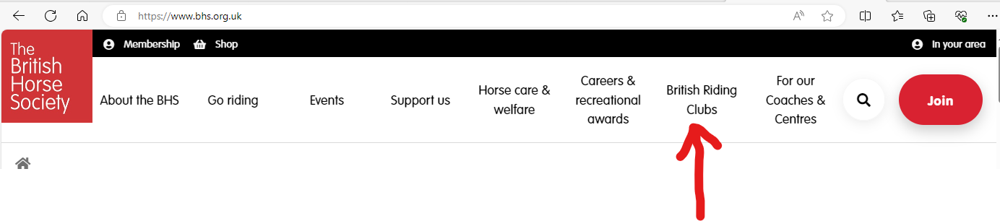 https://www.bhs.org.uk
The
British
Horse
Society
Membership
Shop
In your area
About the BHS
Go riding
Events
Support us
Horse care &
welfare
Careers &
recreational
awards
British Riding
Clubs
For our
Coaches &
Centres
Join